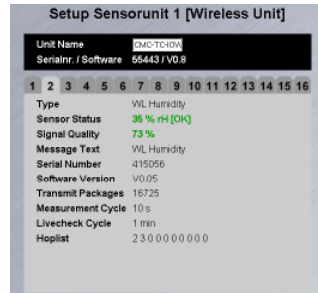 Setup Sensorunit 1 [Wireless Unit]
Unit Name CMC-TC-IOW
Serialnr. / Software 55443 / V0.8
1 2 3 4 5 6 7 8 9 10 11 12 13 14 15 16
Type WL Humidity
Sensor Status 35 % rH [OK]
Signal Quality 73 %
Message Text WL Humidity
Serial Number 415056
Software Version V0.05
Transmit Packages 16725
Measurement Cycle 10 s
Livecheck Cycle 1 min
Hoplist 2 3 0 0 0 0 0 0 0 0